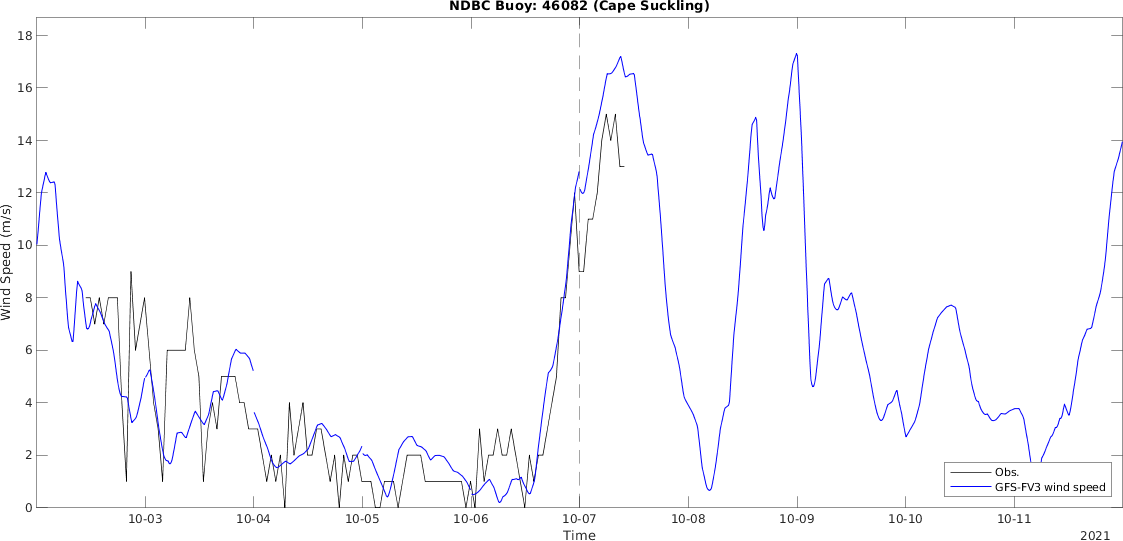 NDBC Buoy: 46082 (Cape Suckling)
18
16
14
12
10
8
6
4
2
0
Wind Speed (m/s)
10-03 10-04 10-05 10-06 10-07 10-08 10-09 10-10 10-11
Time
2021
Obs.
GFS-FV3 wind speed